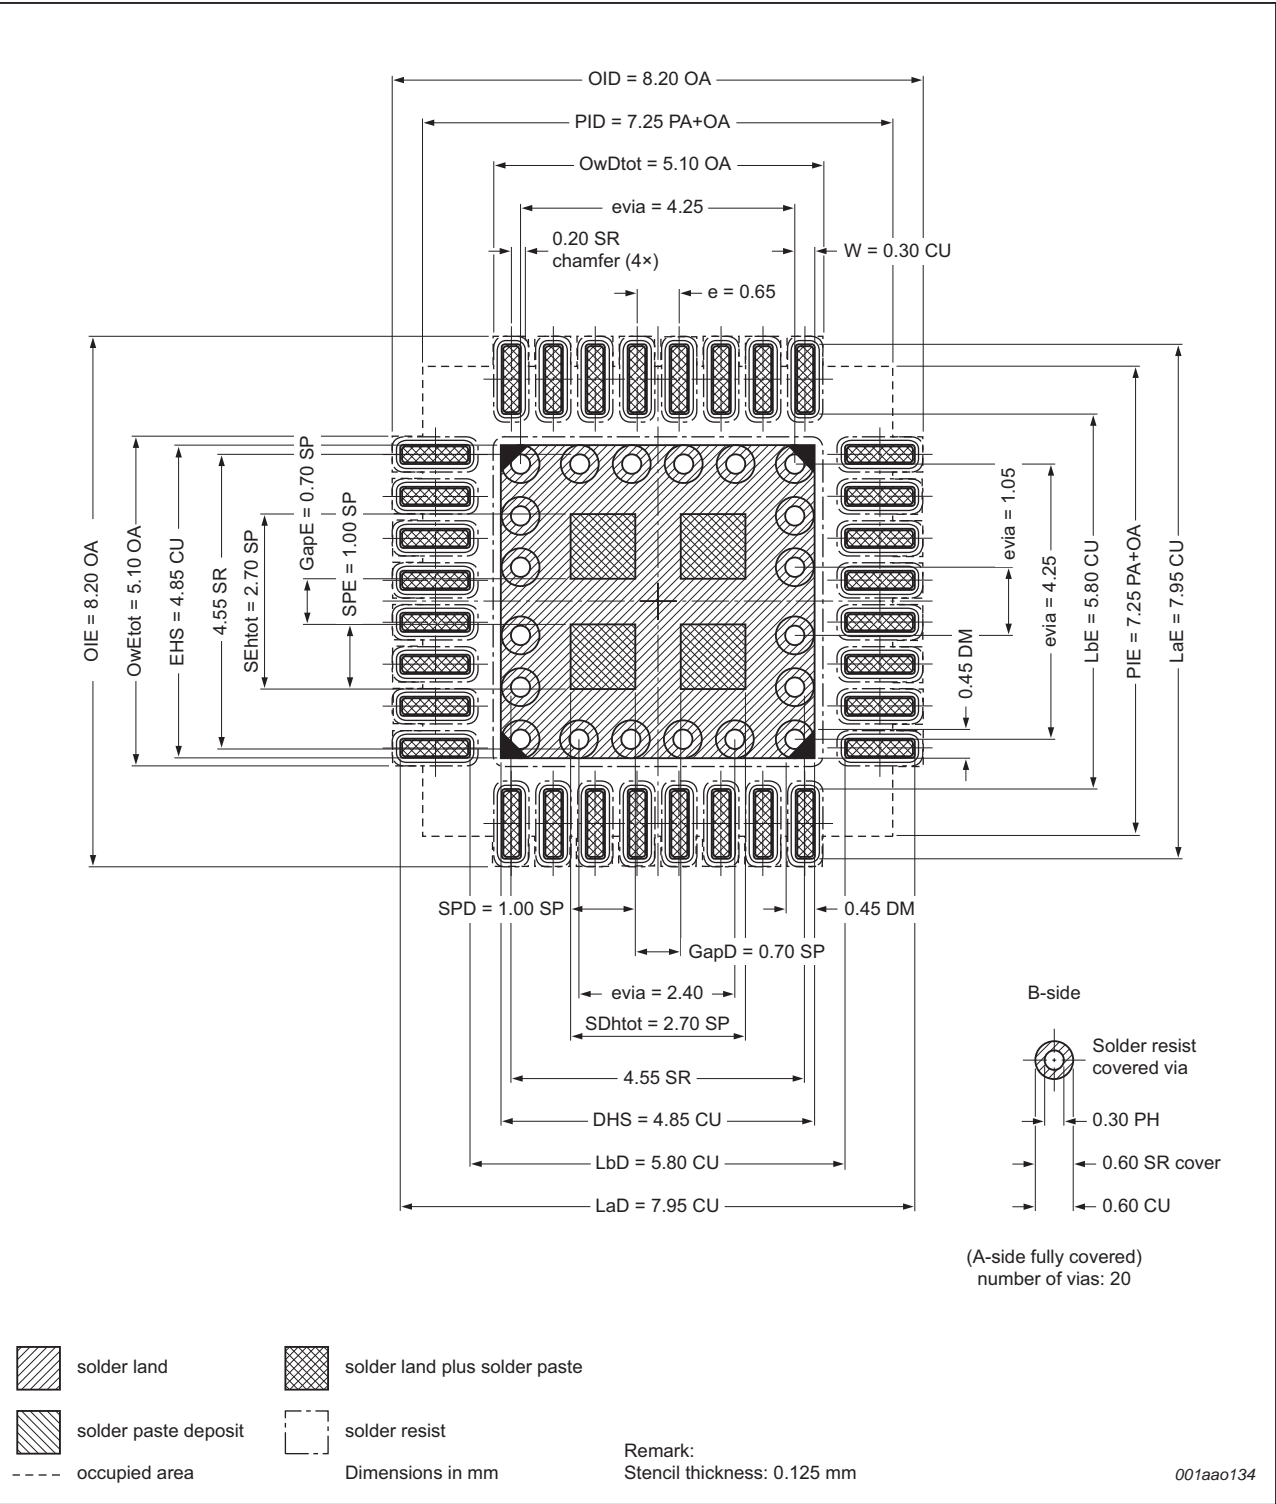 OID = 8.20 OA
PID = 7.25 PA+OA
OwDtot = 5.10 OA
evia = 4.25
0.20 SR
chamfer (4×)
W = 0.30 CU
e = 0.65
OIE = 8.20 OA
OwEtot = 5.10 OA
EHS = 4.85 CU
4.55 SR
SEhtot = 2.70 SP
GapE = 0.70 SP
SPE = 1.00 SP
evia = 1.05
evia = 4.25
0.45 DM
LbE = 5.80 CU
PIE = 7.25 PA+OA
LaE = 7.95 CU
SPD = 1.00 SP
0.45 DM
GapD = 0.70 SP
evia = 2.40
SDhtot = 2.70 SP
4.55 SR
DHS = 4.85 CU
LbD = 5.80 CU
LaD = 7.95 CU
B-side
Solder resist
covered via
0.30 PH
0.60 SR cover
0.60 CU
(A-side fully covered)
number of vias: 20
solder land
solder land plus solder paste
solder paste deposit
solder resist
occupied area
Dimensions in mm
Remark:
Stencil thickness: 0.125 mm
001aao134